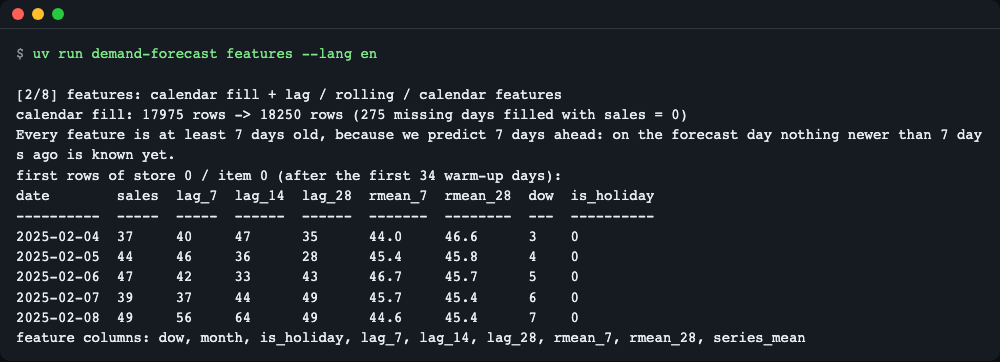 $ uv run demand-forecast features --lang en
[2/8] features: calendar fill + lag / rolling / calendar features
calendar fill: 17975 rows -> 18250 rows (275 missing days filled with sales = 0)
Every feature is at least 7 days old, because we predict 7 days ahead: on the forecast day nothing newer than 7 day
s ago is known yet.
first rows of store 0 / item 0 (after the first 34 warm-up days):
date        sales  lag_7  lag_14  lag_28  rmean_7  rmean_28  dow  is_holiday
----------  -----  -----  ------  ------  -------  --------  ---  ----------
2025-02-04  37     40     47      35      44.0     46.6      3    0
2025-02-05  44     46     36      28      45.4     45.8      4    0
2025-02-06  47     42     33      43      46.7     45.7      5    0
2025-02-07  39     37     44      49      45.7     45.4      6    0
2025-02-08  49     56     64      49      44.6     45.4      7    0
feature columns: dow, month, is_holiday, lag_7, lag_14, lag_28, rmean_7, rmean_28, series_mean